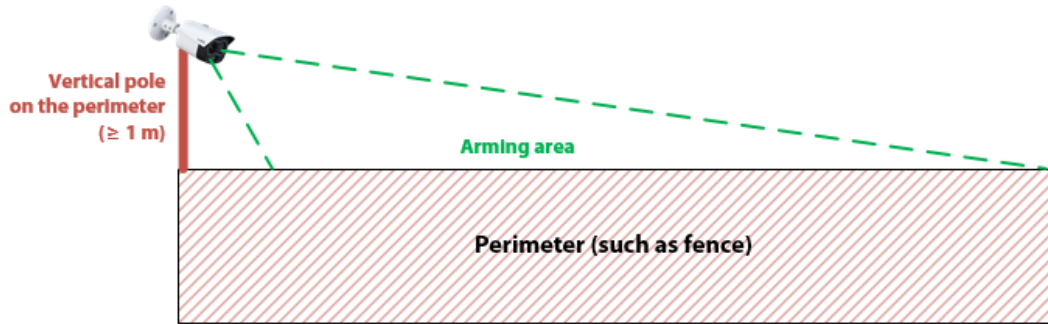 Vertical pole
on the perimeter
(≥ 1 m)
Arming area
Perimeter (such as fence)